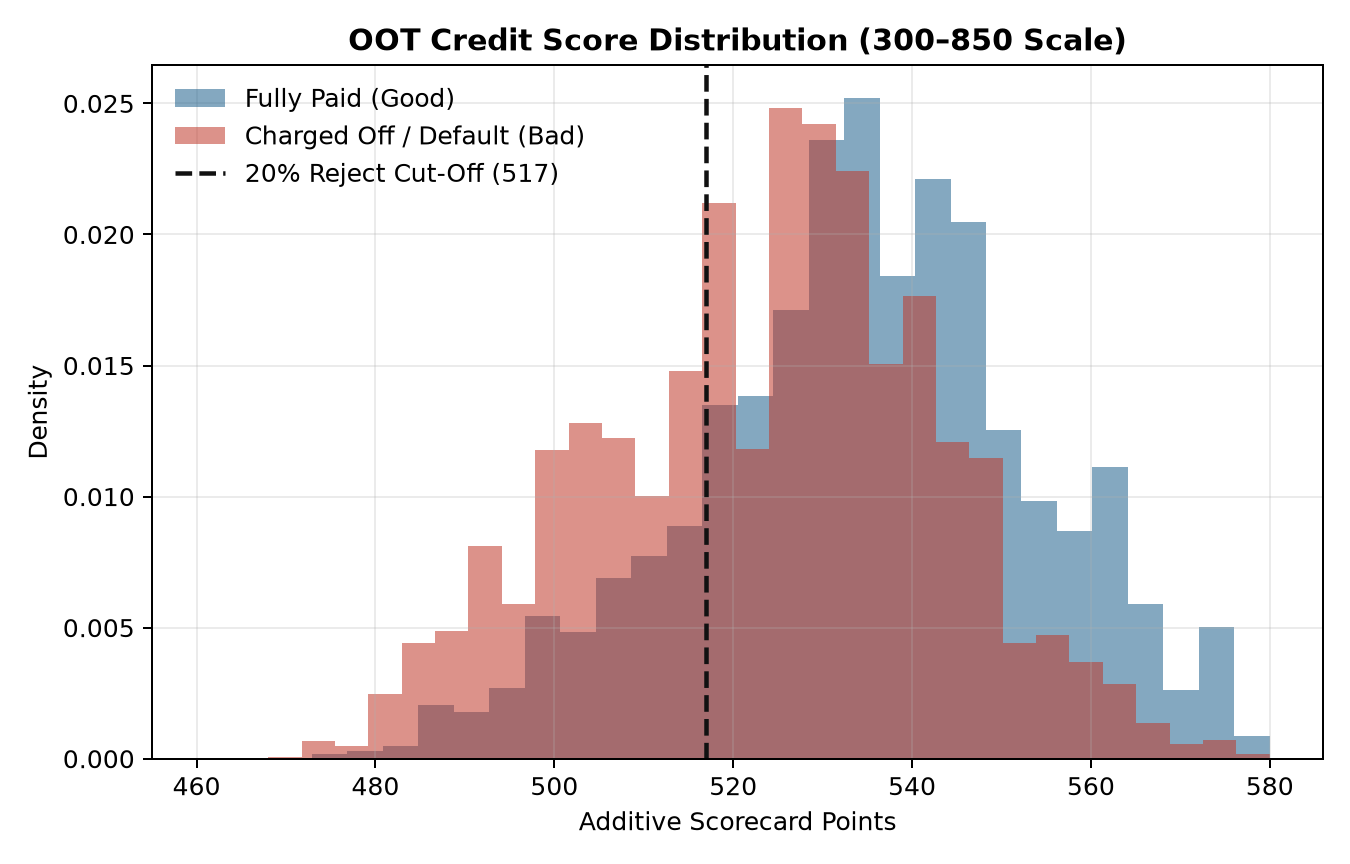 OOT Credit Score Distribution (300–850 Scale)
Fully Paid (Good)
Charged Off / Default (Bad)
20% Reject Cut-Off (517)
Density
0.025
0.020
0.015
0.010
0.005
0.000
460 480 500 520 540 560 580
Additive Scorecard Points